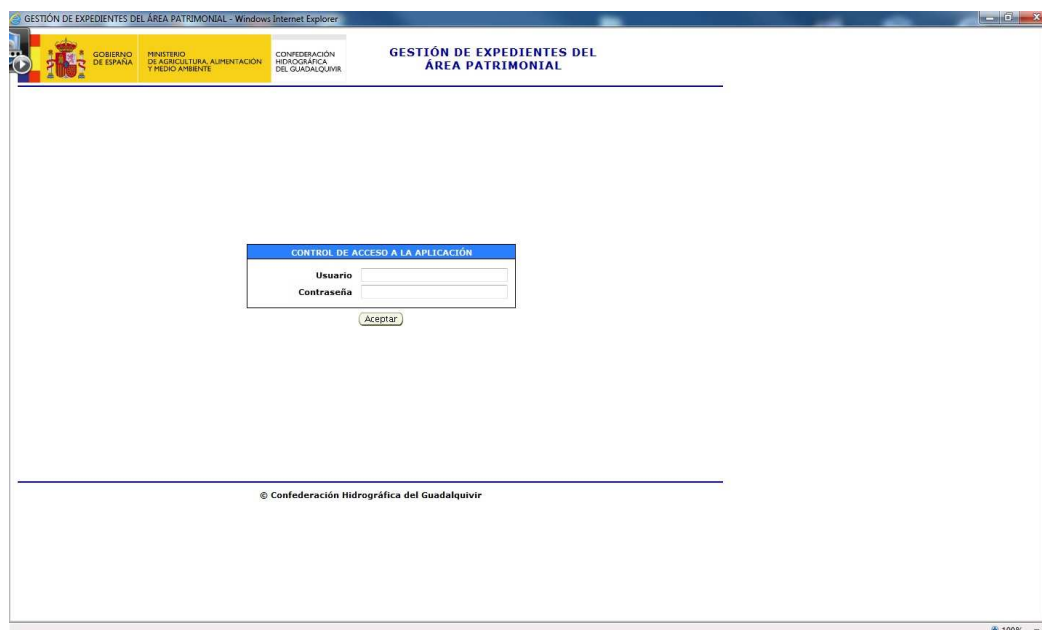 GESTIÓN DE EXPEDIENTES DEL ÁREA PATRIMONIAL - Windows Internet Explorer
GOBIERNO
DE ESPAÑA
MINISTERIO
DE AGRICULTURA, ALIMENTACIÓN
Y MEDIO AMBIENTE
CONFEDERACIÓN
HIDROGRÁFICA
DEL GUADALQUIVIR
GESTIÓN DE EXPEDIENTES DEL
ÁREA PATRIMONIAL
CONTROL DE ACCESO A LA APLICACIÓN
Usuario
Contraseña
Aceptar
© Confederación Hidrográfica del Guadalquivir
100%